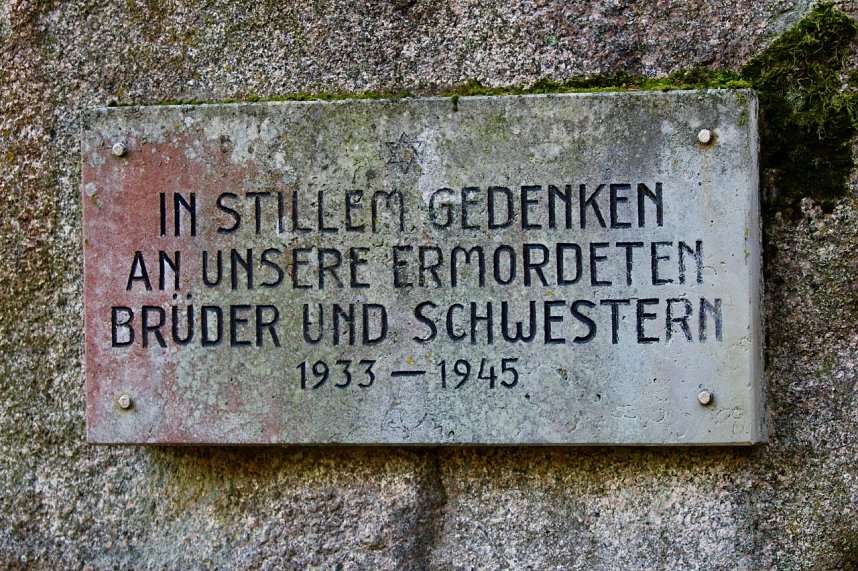 IN STILLEM GEDENKEN
AN UNSERE ERMORDETEN
BRÜDER UND SCHWESTERN
1933 – 1945